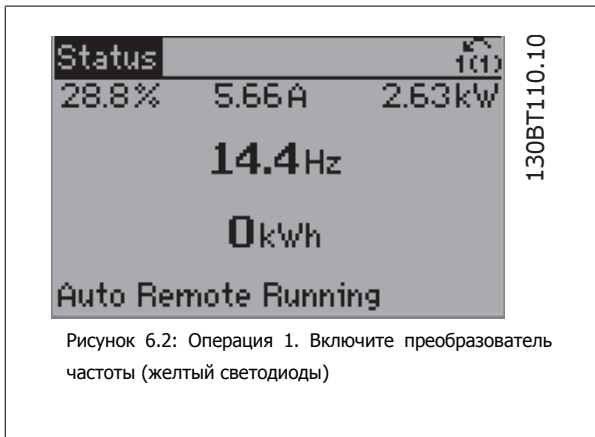 Status 1(1)
28.8% 5.66A 2.63kW
14.4Hz
0kWh
Auto Remote Running
130BT110.10
Рисунок 6.2: Операция 1. Включите преобразователь
частоты (желтый светодиоды)